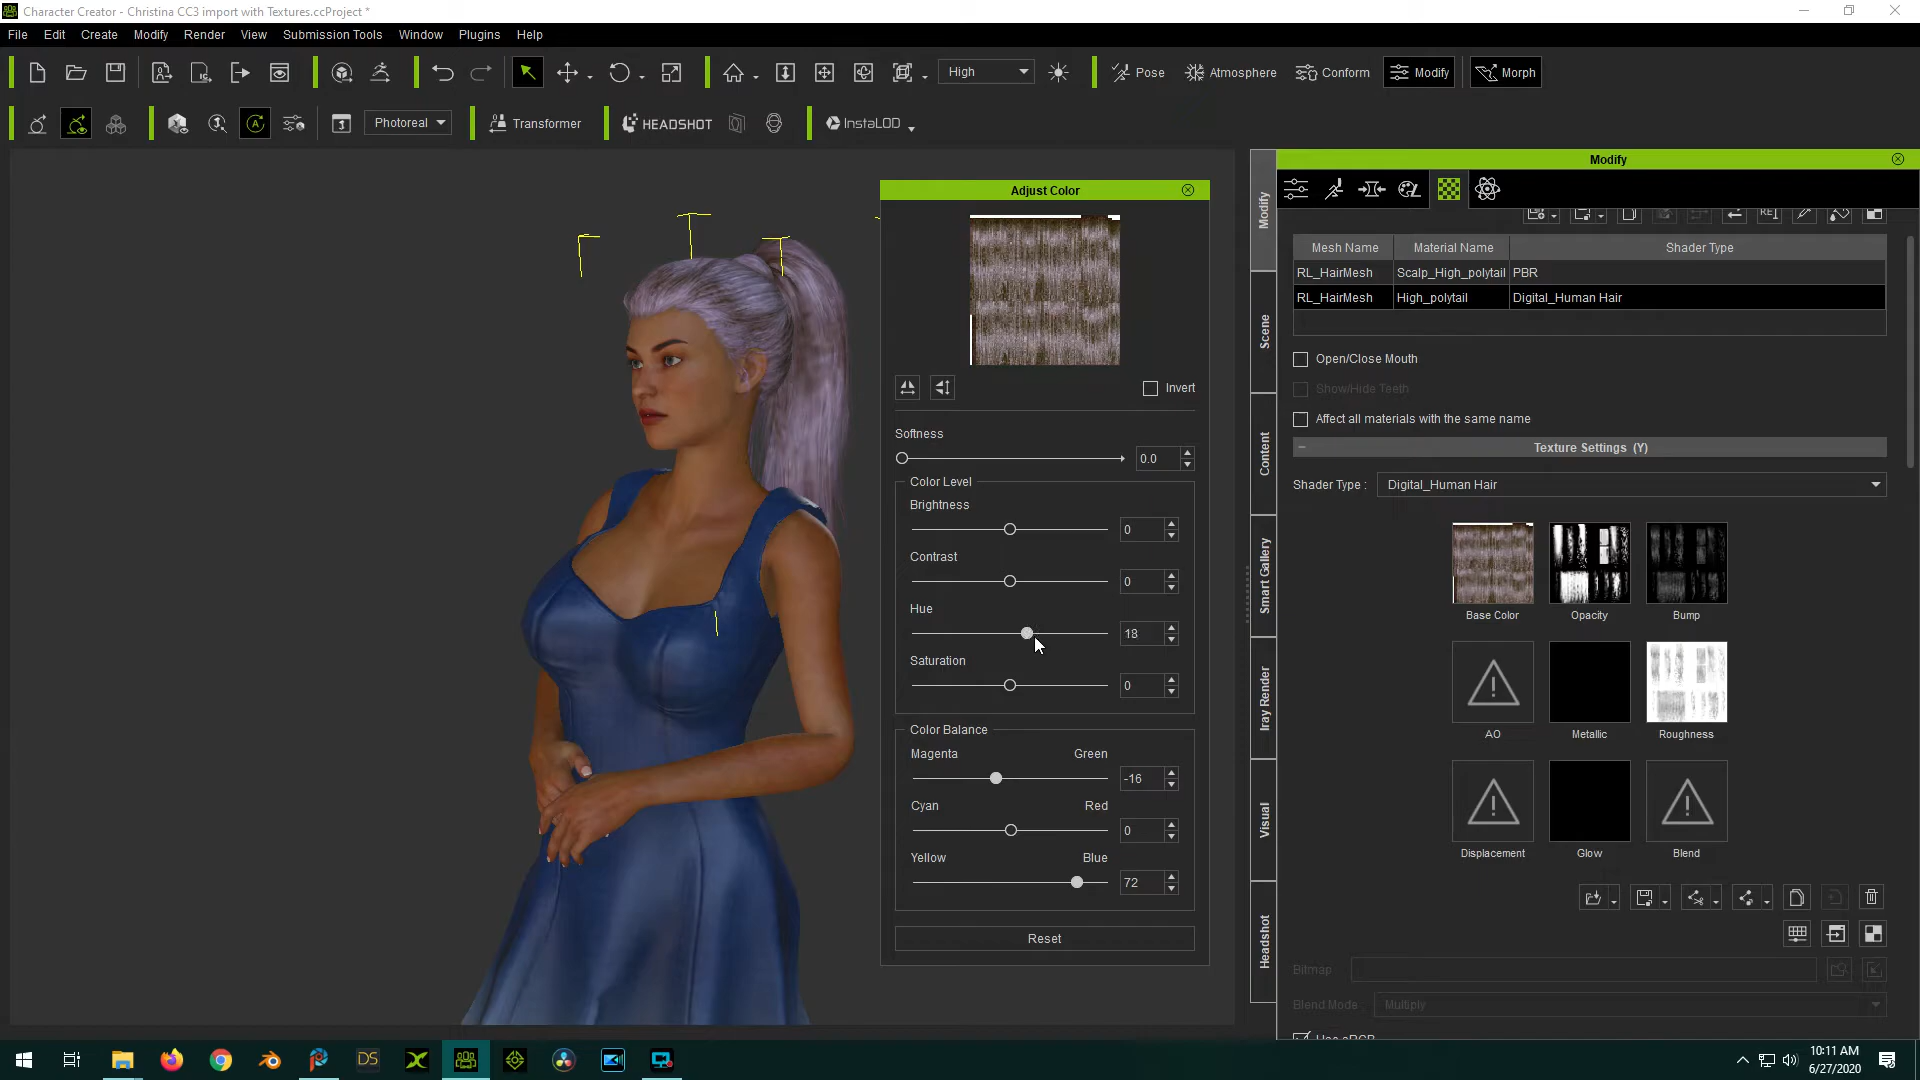 Character Creator - Christina CC3 import with Textures.ccProject *
File Edit Create Modify Render View Submission Tools Window Plugins Help
High Pose Atmosphere Conform Modify Morph
Photoreal Transformer HEADSHOT InstaLOD
Modify
Scene
Content
Smart Gallery
Iray Render
Visual
Headshot
Adjust Color
Invert
Softness
0.0
Color Level
Brightness
0
Contrast
0
Hue
18
Saturation
0
Color Balance
Magenta Green
-16
Cyan Red
0
Yellow Blue
72
Reset
Modify
Mesh Name Material Name Shader Type
RL_HairMesh Scalp_High_polytail PBR
RL_HairMesh High_polytail Digital_Human Hair
Open/Close Mouth
Show/Hide Teeth
Affect all materials with the same name
Texture Settings (Y)
Shader Type : Digital_Human Hair
Base Color Opacity Bump
AO Metallic Roughness
Displacement Glow Blend
Bitmap
Blend Mode : Multiply
DS
10:11 AM
6/27/2020